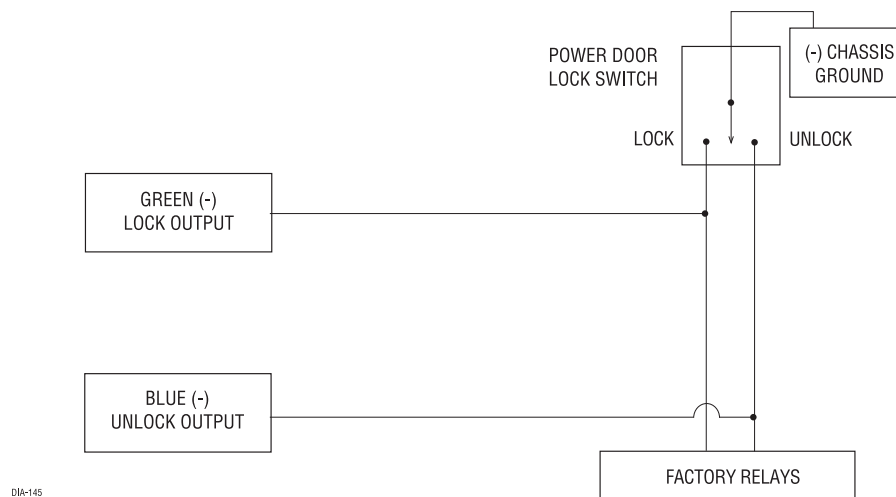 POWER DOOR
LOCK SWITCH
(-) CHASSIS
GROUND
LOCK
UNLOCK
GREEN (-)
LOCK OUTPUT
BLUE (-)
UNLOCK OUTPUT
FACTORY RELAYS
DIA-145